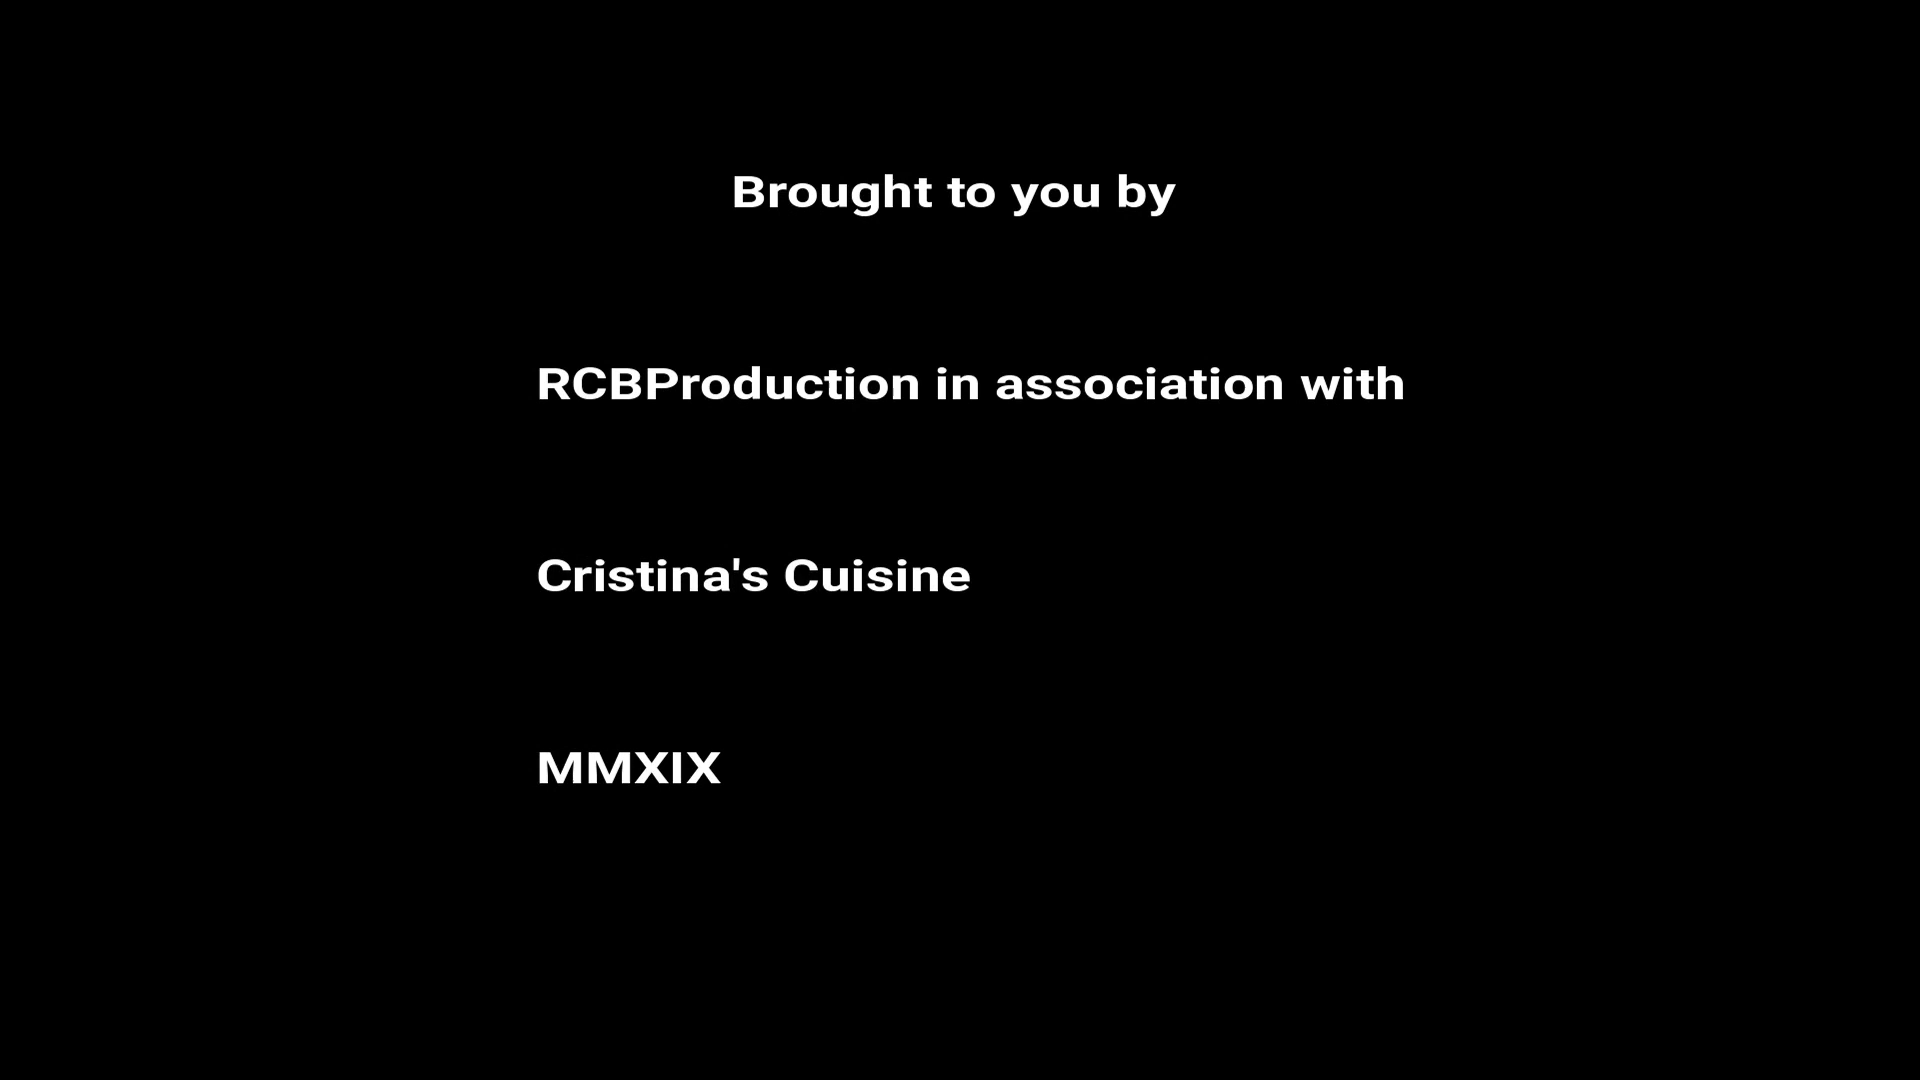 Brought to you by
RCBProduction in association with
Cristina's Cuisine
MMXIX